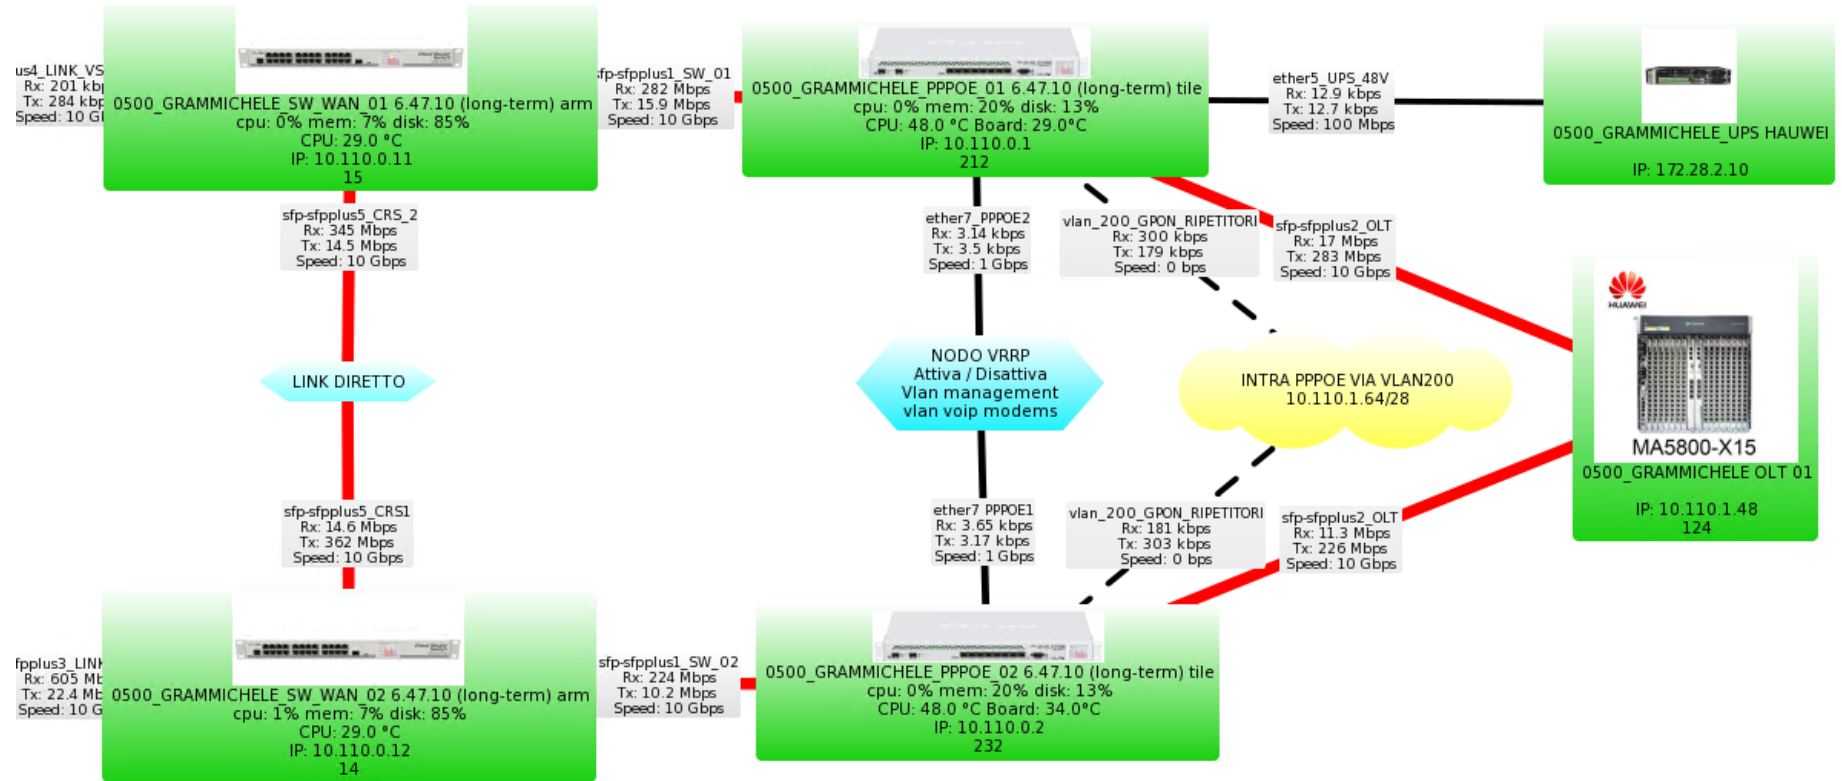 us4_LINK_VS
Rx: 201 kbp
Tx: 284 kbp
Speed: 10 Gl
0500_GRAMMICHELE_SW_WAN_01 6.47.10 (long-term) arm
cpu: 0% mem: 7% disk: 85%
CPU: 29.0 °C
IP: 10.110.0.11
15
sfp-sfpplus1_SW_01
Rx: 282 Mbps
Tx: 15.9 Mbps
Speed: 10 Gbps
0500_GRAMMICHELE_PPPOE_01 6.47.10 (long-term) tile
cpu: 0% mem: 20% disk: 13%
CPU: 48.0 °C Board: 29.0°C
IP: 10.110.0.1
212
ether5_UPS_48V
Rx: 12.9 kbps
Tx: 12.7 kbps
Speed: 100 Mbps
0500_GRAMMICHELE_UPS HAUWEI
IP: 172.28.2.10
sfp-sfpplus5_CRS_2
Rx: 345 Mbps
Tx: 14.5 Mbps
Speed: 10 Gbps
ether7_PPPOE2
Rx: 3.14 kbps
Tx: 3.5 kbps
Speed: 1 Gbps
vlan_200_GPON_RIPETITORI
Rx: 300 kbps
Tx: 179 kbps
Speed: 0 bps
sfp-sfpplus2_OLT
Rx: 17 Mbps
Tx: 283 Mbps
Speed: 10 Gbps
LINK DIRETTO
NODO VRRP
Attiva / Disattiva
Vlan management
vlan voip modems
INTRA PPPOE VIA VLAN200
10.110.1.64/28
HUAWEI
MA5800-X15
0500_GRAMMICHELE OLT 01
IP: 10.110.1.48
124
sfp-sfpplus5_CRS1
Rx: 14.6 Mbps
Tx: 362 Mbps
Speed: 10 Gbps
ether7 PPPOE1
Rx: 3.65 kbps
Tx: 3.17 kbps
Speed: 1 Gbps
vlan_200_GPON_RIPETITORI
Rx: 181 kbps
Tx: 303 kbps
Speed: 0 bps
sfp-sfpplus2_OLT
Rx: 11.3 Mbps
Tx: 226 Mbps
Speed: 10 Gbps
fpplus3_LINK
Rx: 605 Mb
Tx: 22.4 Mb
Speed: 10 G
0500_GRAMMICHELE_SW_WAN_02 6.47.10 (long-term) arm
cpu: 1% mem: 7% disk: 85%
CPU: 29.0 °C
IP: 10.110.0.12
14
sfp-sfpplus1_SW_02
Rx: 224 Mbps
Tx: 10.2 Mbps
Speed: 10 Gbps
0500_GRAMMICHELE_PPPOE_02 6.47.10 (long-term) tile
cpu: 0% mem: 20% disk: 13%
CPU: 48.0 °C Board: 34.0°C
IP: 10.110.0.2
232